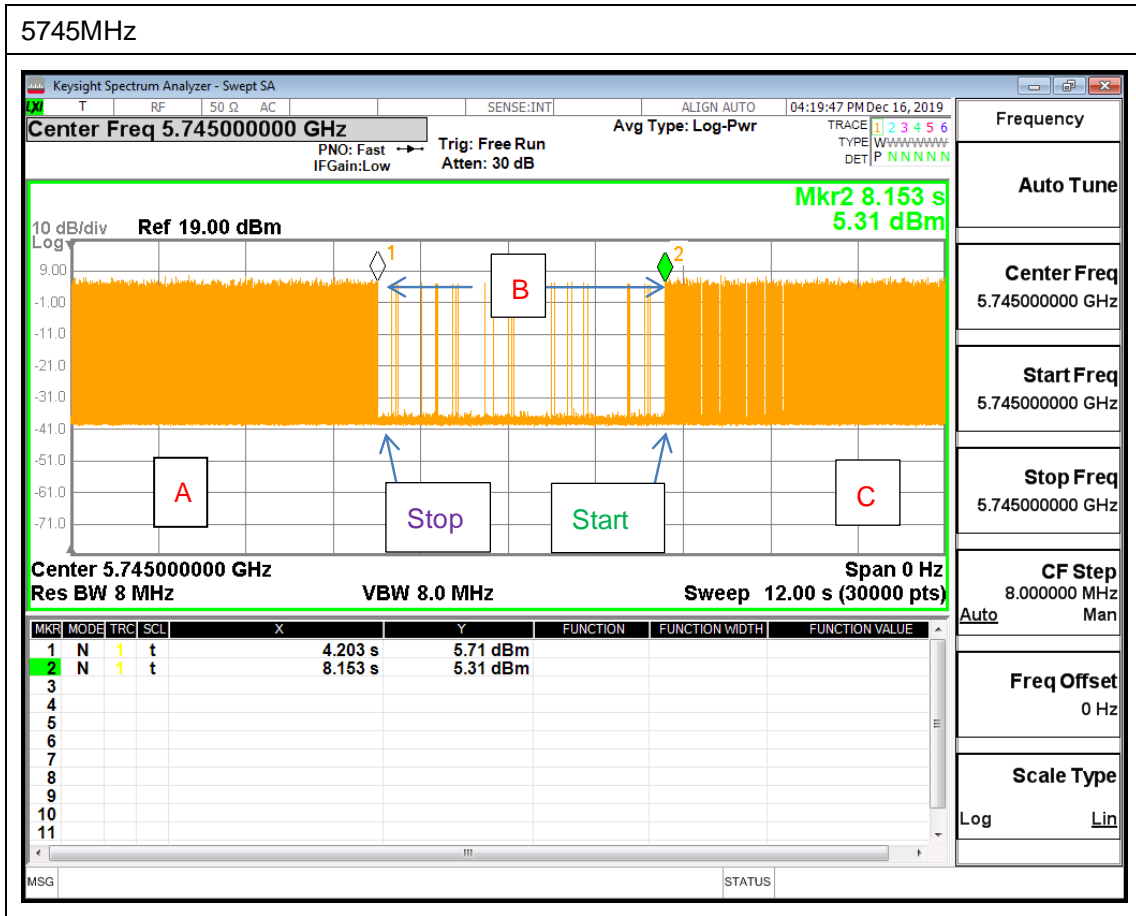 5745MHz
Keysight Spectrum Analyzer - Swept SA
LXI T RF 50 Ω AC SENSE:INT ALIGN AUTO 04:19:47 PM Dec 16, 2019
Center Freq 5.745000000 GHz
PNO: Fast
IFGain:Low
Trig: Free Run
Atten: 30 dB
Avg Type: Log-Pwr
TRACE 1 2 3 4 5 6
TYPE WWWWWWW
DET P N N N N N
Mkr2 8.153 s
5.31 dBm
10 dB/div Ref 19.00 dBm
Log
9.00
-1.00
-11.0
-21.0
-31.0
-41.0
-51.0
-61.0
-71.0
1
2
B
A
C
Stop
Start
Center 5.745000000 GHz Span 0 Hz
Res BW 8 MHz VBW 8.0 MHz Sweep 12.00 s (30000 pts)
MKR MODE TRC SCL X Y FUNCTION FUNCTION WIDTH FUNCTION VALUE
1 N 1 t 4.203 s 5.71 dBm
2 N 1 t 8.153 s 5.31 dBm
3
4
5
6
7
8
9
10
11
MSG STATUS
Frequency
Auto Tune
Center Freq
5.745000000 GHz
Start Freq
5.745000000 GHz
Stop Freq
5.745000000 GHz
CF Step
8.000000 MHz
Auto Man
Freq Offset
0 Hz
Scale Type
Log Lin